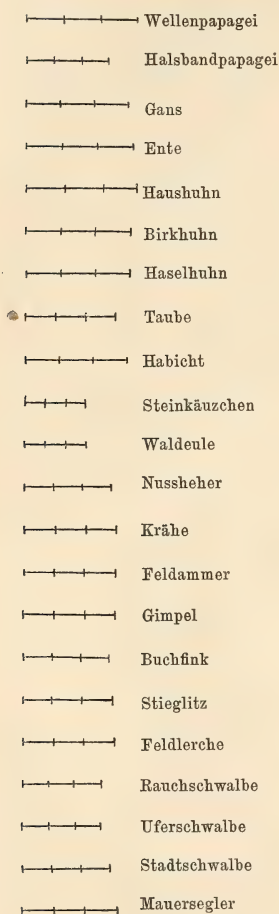 Wellenpapagei
Halsbandpapagei
Gans
Ente
Haushuhn
Birkhuhn
Haselhuhn
Taube
Habicht
Steinkäuzchen
Waldeule
Nussheher
Krähe
Feldammer
Gimpel
Buchfink
Stieglitz
Feldlerche
Rauchschwalbe
Uferschwalbe
Stadtschwalbe
Mauersegler